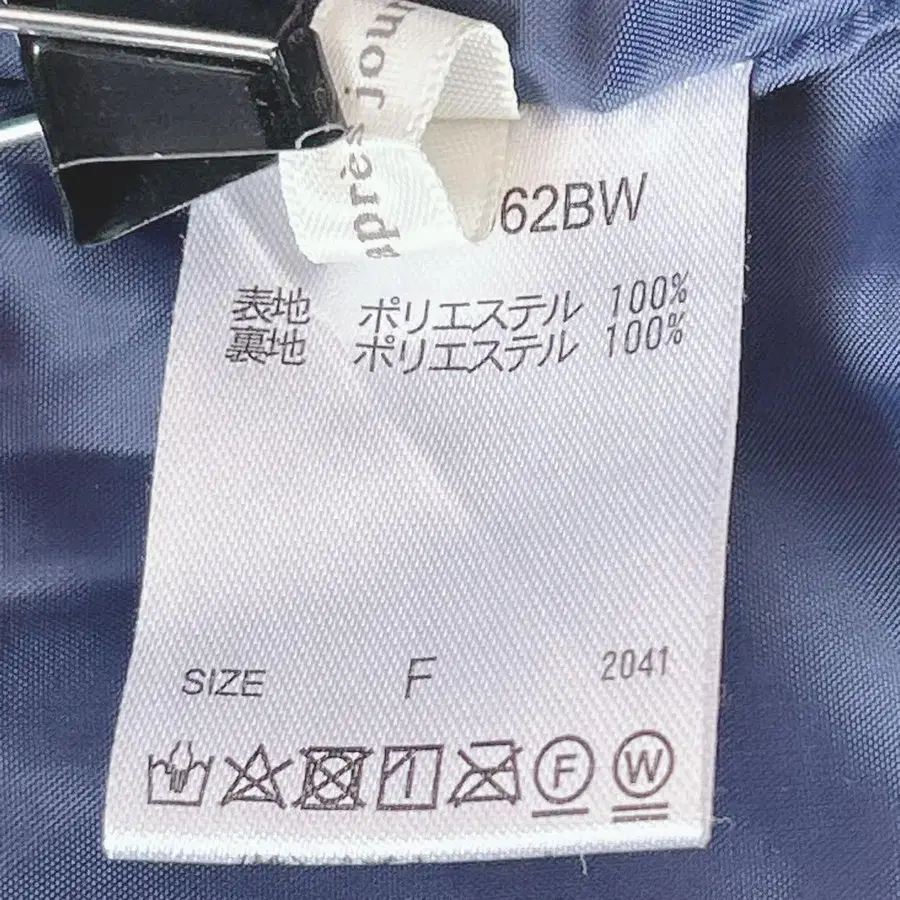 après jour
62BW
表地 ポリエステル 100%
裏地 ポリエステル 100%
SIZE F 2041
F W